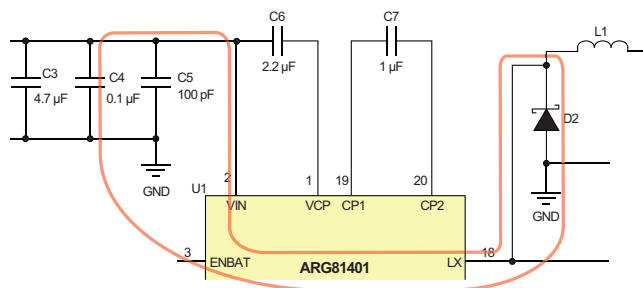 C6
C7
L1
C3
C4
C5
2.2 µF
1 µF
4.7 µF
0.1 µF
100 pF
D2
GND
GND
U1
2
1
19
20
VIN
VCP
CP1
CP2
3
ENBAT
ARG81401
LX
18